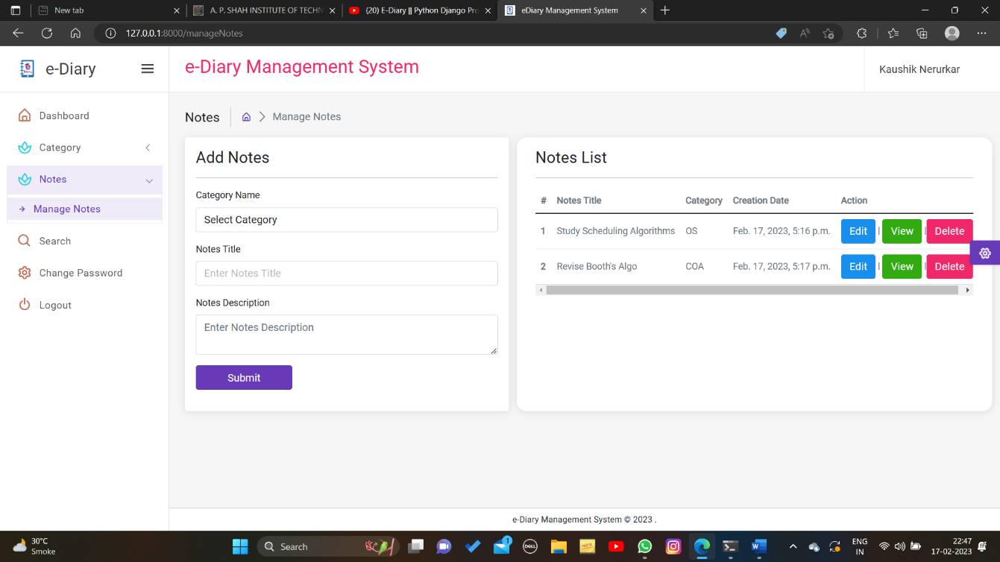 New tab
A. P. SHAH INSTITUTE OF TECHN
(20) E-Diary || Python Django Pro
eDiary Management System
127.0.0.1:8000/manageNotes
e-Diary
e-Diary Management System
Kaushik Nerurkar
Dashboard
Category
Notes
Manage Notes
Search
Change Password
Logout
Notes
Manage Notes
Add Notes
Category Name
Select Category
Notes Title
Enter Notes Title
Notes Description
Enter Notes Description
Submit
Notes List
# Notes Title Category Creation Date Action
1 Study Scheduling Algorithms OS Feb. 17, 2023, 5:16 p.m. Edit | View | Delete
2 Revise Booth's Algo COA Feb. 17, 2023, 5:17 p.m. Edit | View | Delete
e-Diary Management System © 2023 .
30°C
Smoke
Search
1
DELL
ENG
IN
22:47
17-02-2023